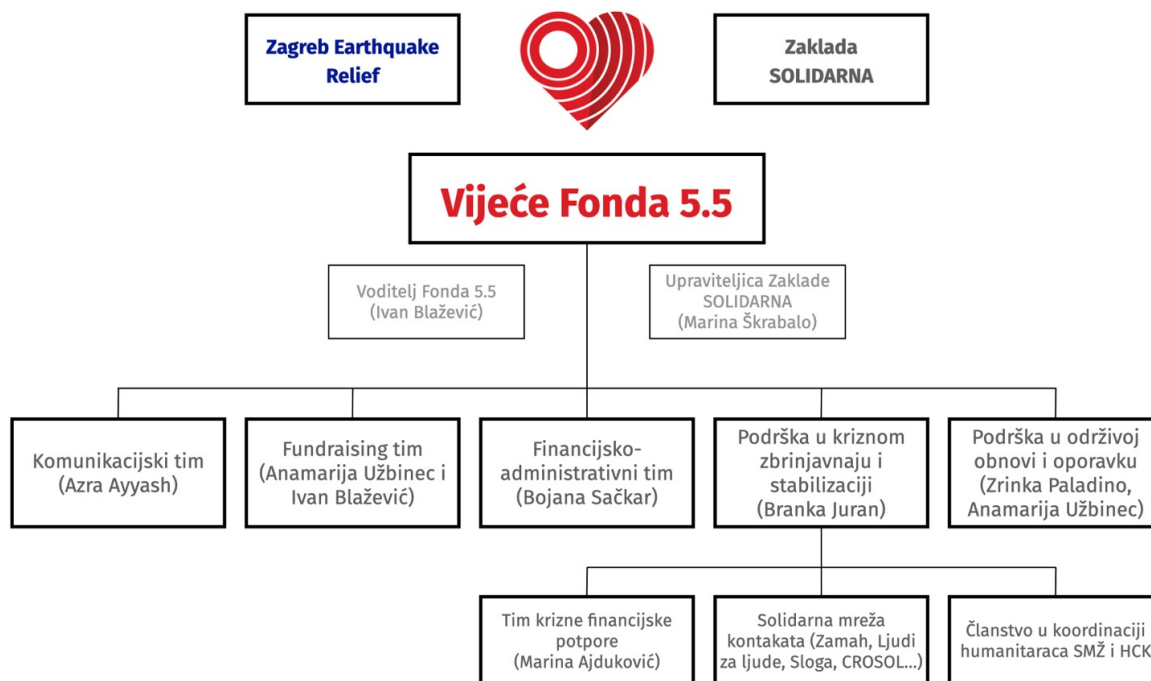 Zagreb Earthquake
Relief
Zaklada
SOLIDARNA
Vijeće Fonda 5.5
Voditelj Fonda 5.5
(Ivan Blažević)
Upraviteljica Zaklade
SOLIDARNA
(Marina Škrabalo)
Komunikacijski tim
(Azra Ayyash)
Fundraising tim
(Anamarija Užbinec i
Ivan Blažević)
Financijsko-
administrativni tim
(Bojana Sačkar)
Podrška u kriznom
zbrinjavnaju i
stabilizaciji
(Branka Juran)
Podrška u održivoj
obnovi i oporavku
(Zrinka Paladino,
Anamarija Užbinec)
Tim krizne financijske
potpore
(Marina Ajduković)
Solidarna mreža
kontakata (Zamah, Ljudi
za ljude, Sloga, CROSOL...)
Članstvo u koordinaciji
humanitaraca SMŽ i HCK